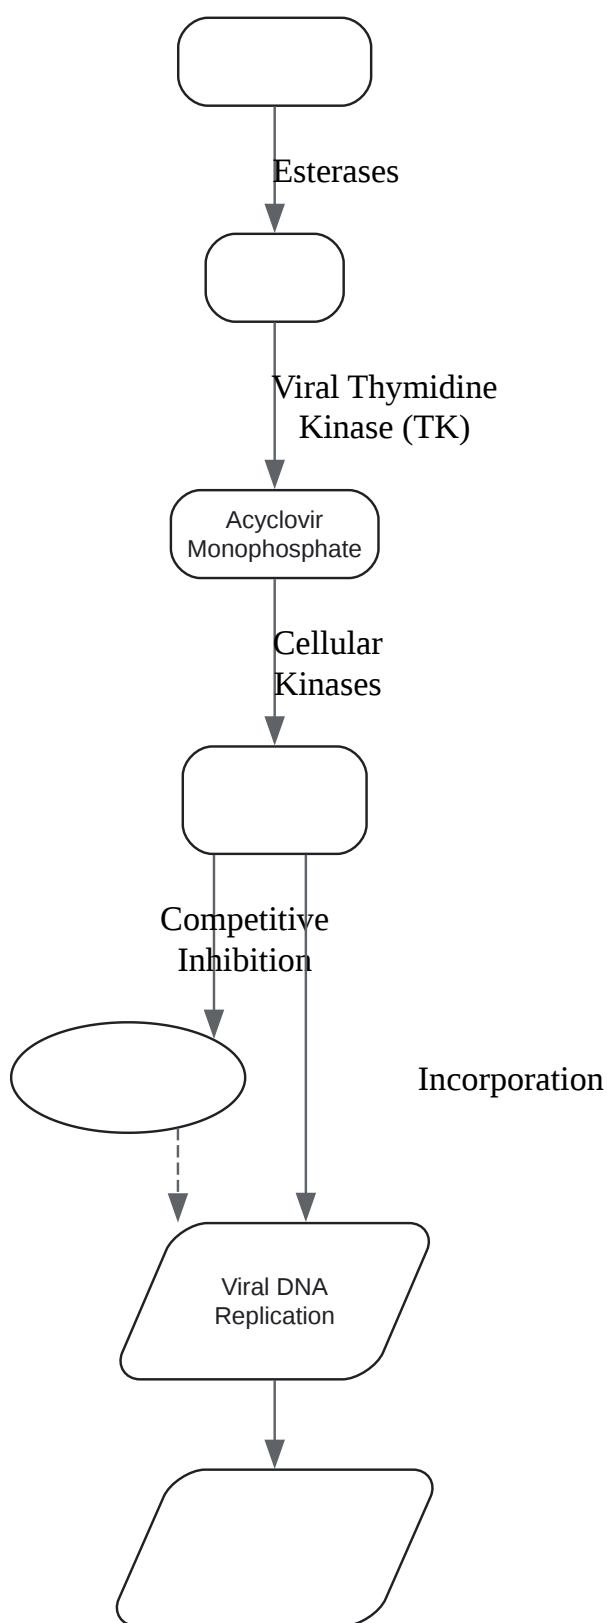 Esterases
Viral Thymidine
Kinase (TK)
Acyclovir
Monophosphate
Cellular
Kinases
Competitive
Inhibition
Incorporation
Viral DNA
Replication